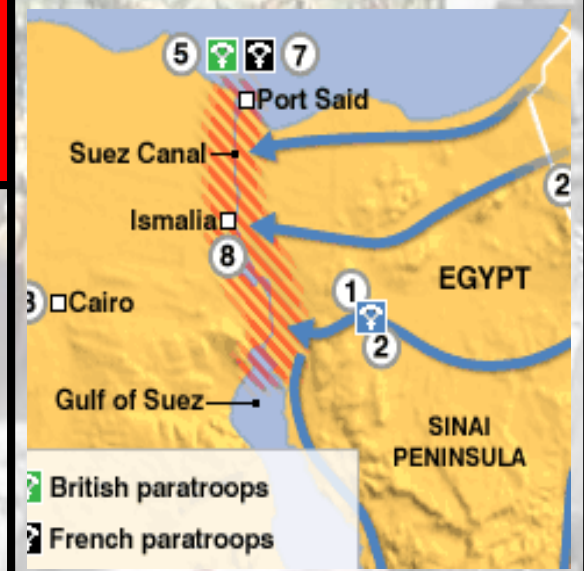 5 7
Port Said
Suez Canal
2
Ismalia
8
EGYPT
1
Cairo
2
Gulf of Suez
SINAI
PENINSULA
British paratroops
French paratroops